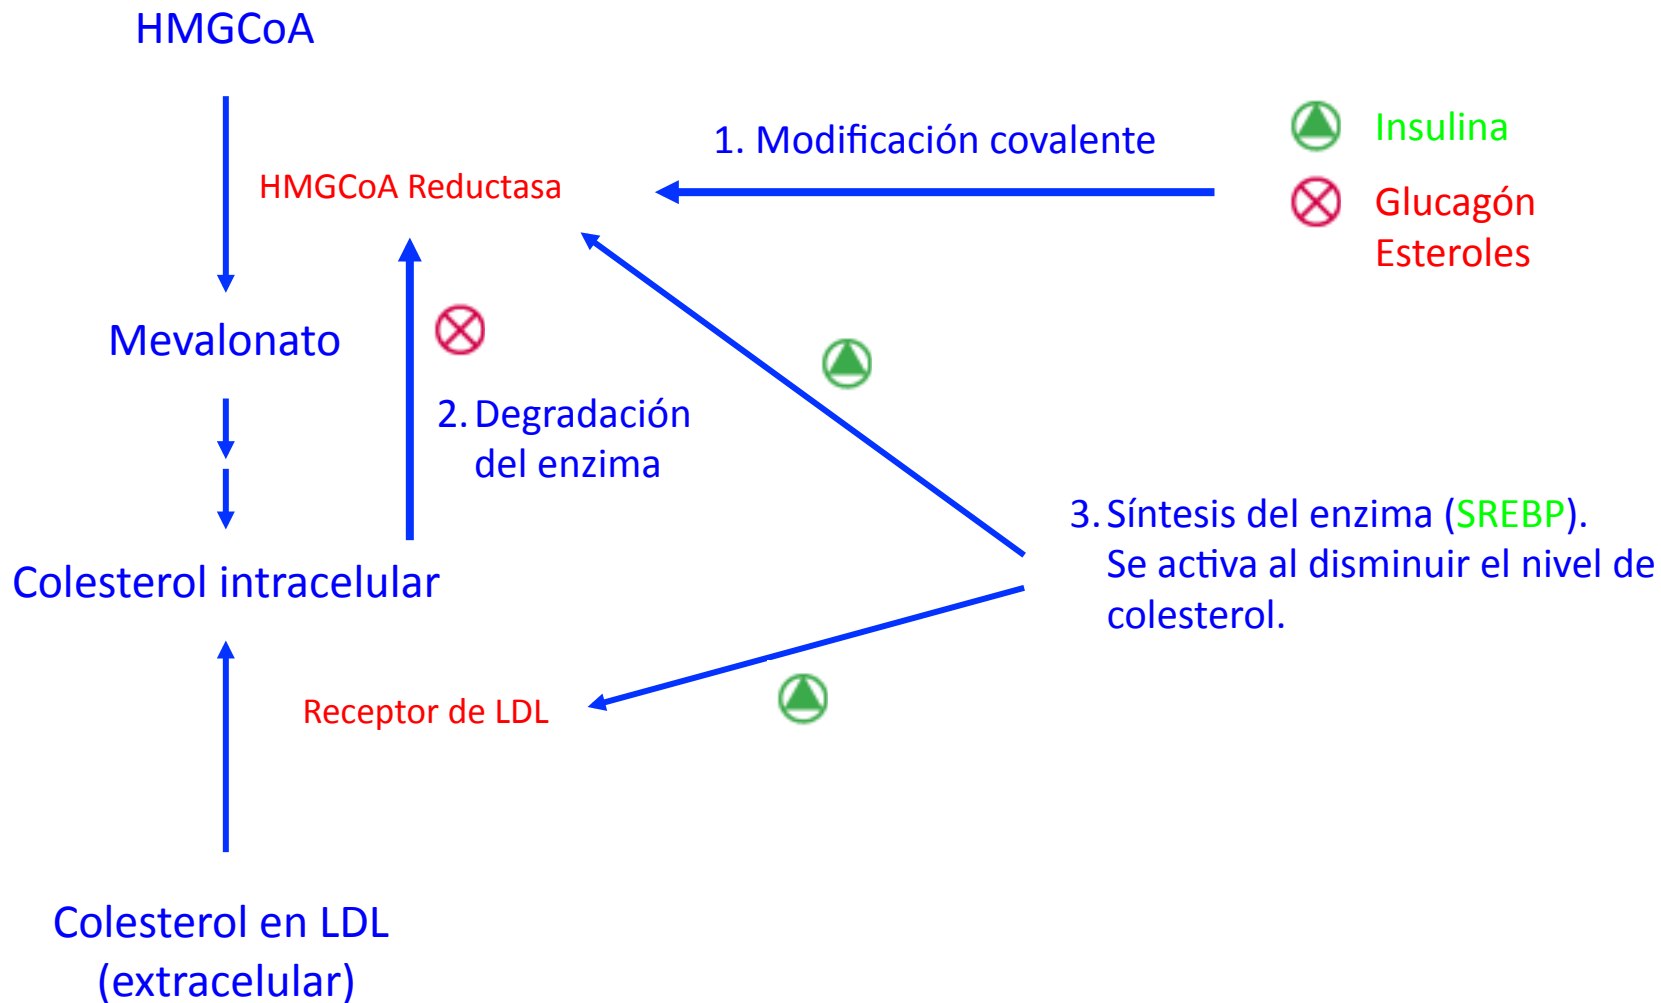 HMGCoA
1. Modificación covalente
Insulina
HMGCoA Reductasa
Glucagón
Esteroles
Mevalonato
2. Degradación
del enzima
3. Síntesis del enzima (SREBP).
Se activa al disminuir el nivel de
colesterol.
Colesterol intracelular
Receptor de LDL
Colesterol en LDL
(extracelular)